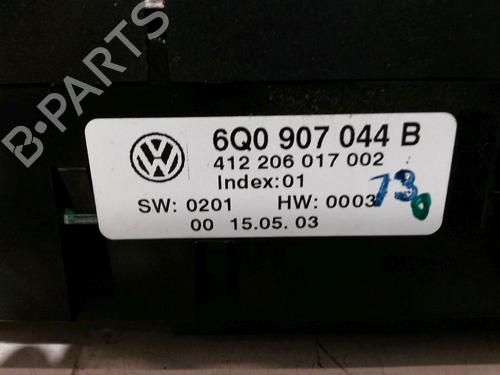 B-PARTS
6Q0 907 044 B
412 206 017 002
Index:01
SW: 0201 HW: 0003
00 15.05.03